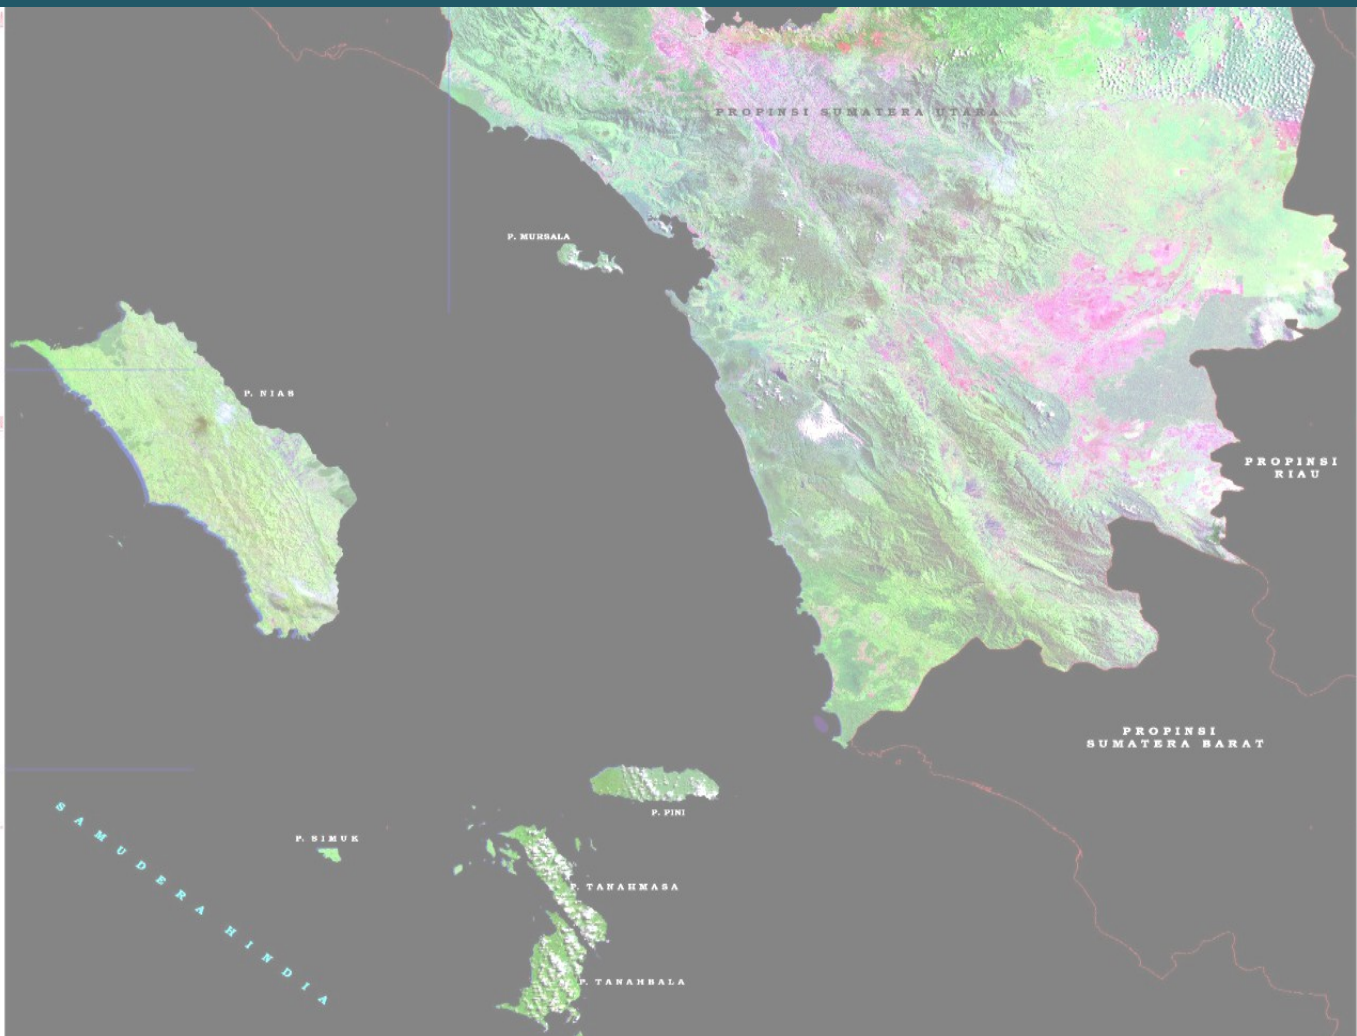 PROPINSI SUMATERA UTARA
P. MURSALA
P. NIAS
PROPINSI
RIAU
PROPINSI
SUMATERA BARAT
P. PINI
P. SIMUK
P. TANAHMASA
P. TANAHBALA
SAMUDERA HINDIA